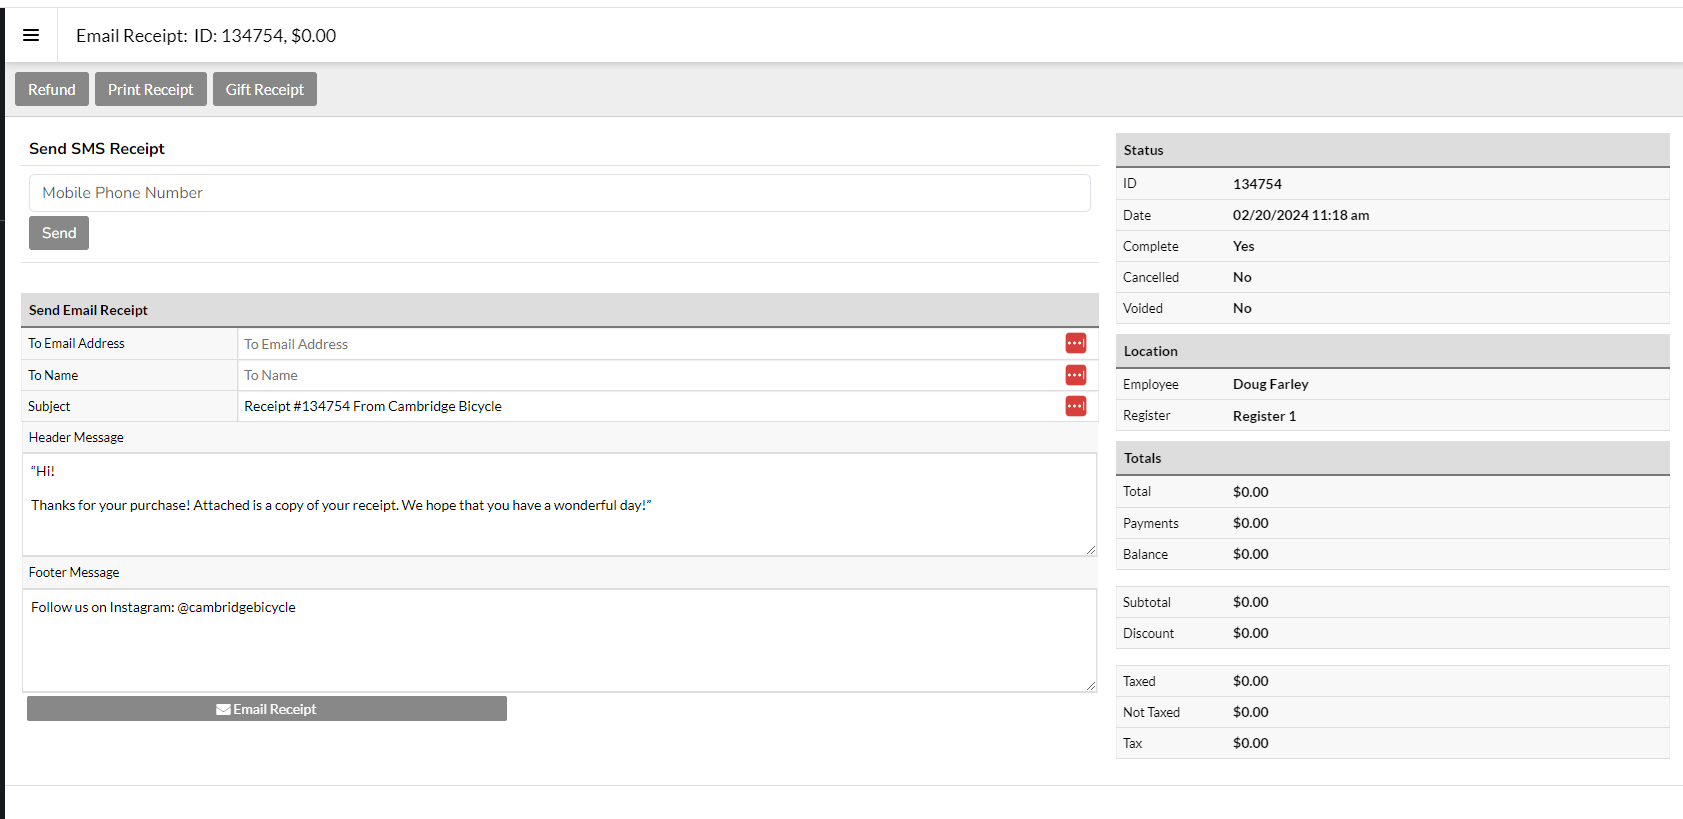 Email Receipt: ID: 134754, $0.00
Refund Print Receipt Gift Receipt
Send SMS Receipt
Mobile Phone Number
Send
Send Email Receipt
To Email Address To Email Address
To Name To Name
Subject Receipt #134754 From Cambridge Bicycle
Header Message
“Hi!
Thanks for your purchase! Attached is a copy of your receipt. We hope that you have a wonderful day!”
Footer Message
Follow us on Instagram: @cambridgebicycle
Email Receipt
Status
ID 134754
Date 02/20/2024 11:18 am
Complete Yes
Cancelled No
Voided No
Location
Employee Doug Farley
Register Register 1
Totals
Total $0.00
Payments $0.00
Balance $0.00
Subtotal $0.00
Discount $0.00
Taxed $0.00
Not Taxed $0.00
Tax $0.00